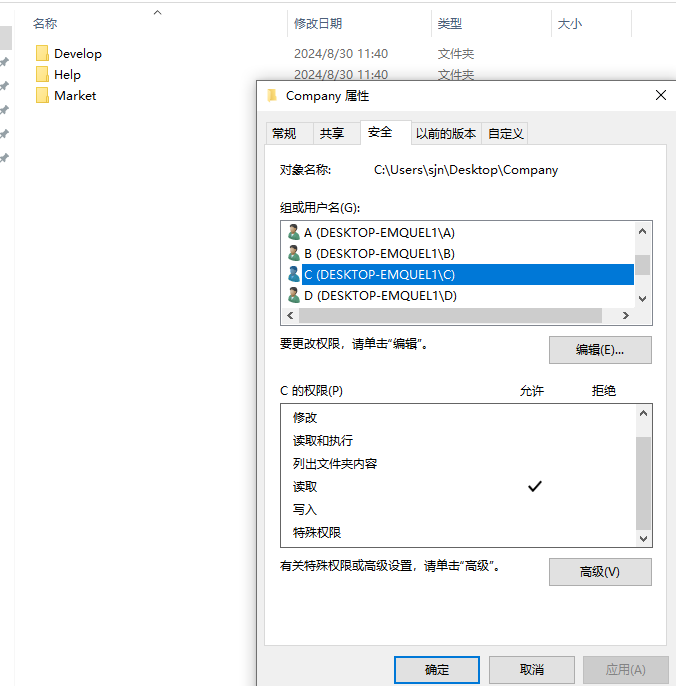 名称 修改日期 类型 大小
Develop 2024/8/30 11:40 文件夹
Help 2024/8/30 11:40 文件夹
Market
Company 属性
常规 共享 安全 以前的版本 自定义
对象名称: C:\Users\sjn\Desktop\Company
组或用户名(G):
A (DESKTOP-EMQUEL1\A)
B (DESKTOP-EMQUEL1\B)
C (DESKTOP-EMQUEL1\C)
D (DESKTOP-EMQUEL1\D)
要更改权限，请单击“编辑”。 编辑(E)...
C 的权限(P) 允许 拒绝
修改
读取和执行
列出文件夹内容
读取
写入
特殊权限
有关特殊权限或高级设置，请单击“高级”。 高级(V)
确定 取消 应用(A)